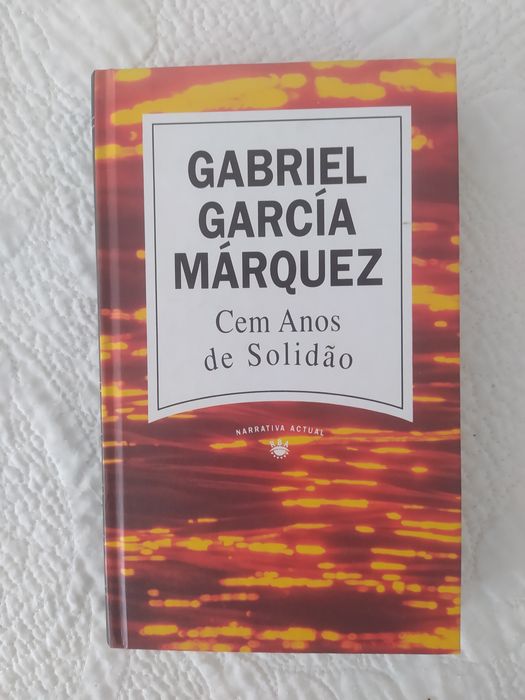 GABRIEL
GARCÍA
MÁRQUEZ
Cem Anos
de Solidão
NARRATIVA ACTUAL
RBA